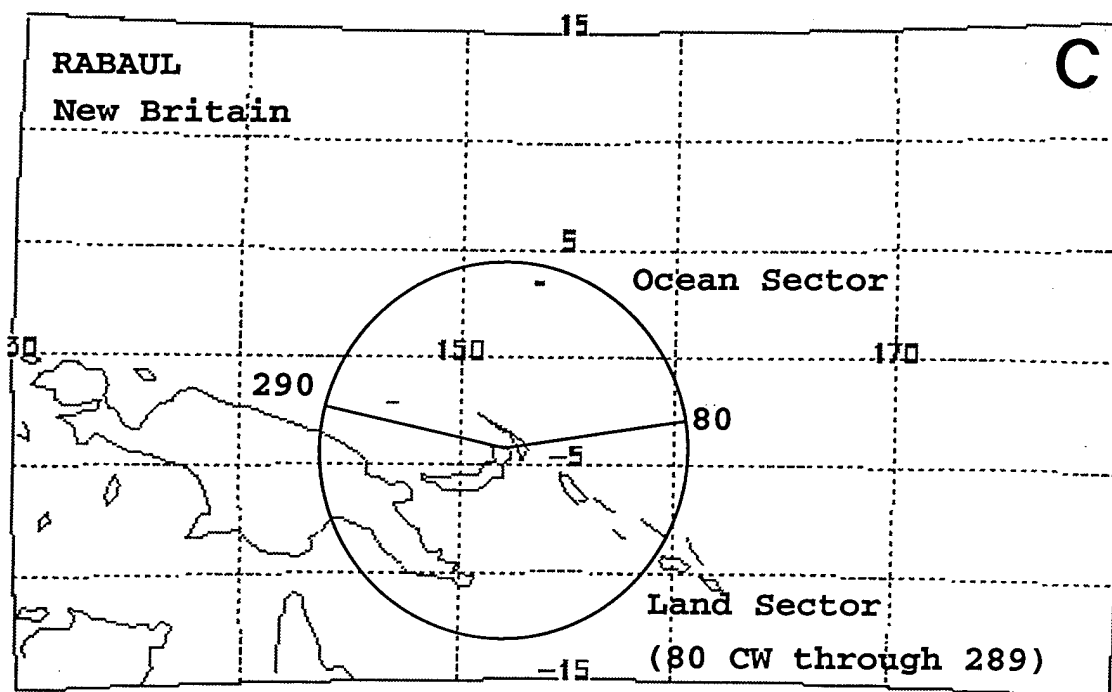 15
C
RABAUL
New Britain
5
Ocean Sector
30
150
170
290
80
-5
Land Sector
(80 CW through 289)
-15